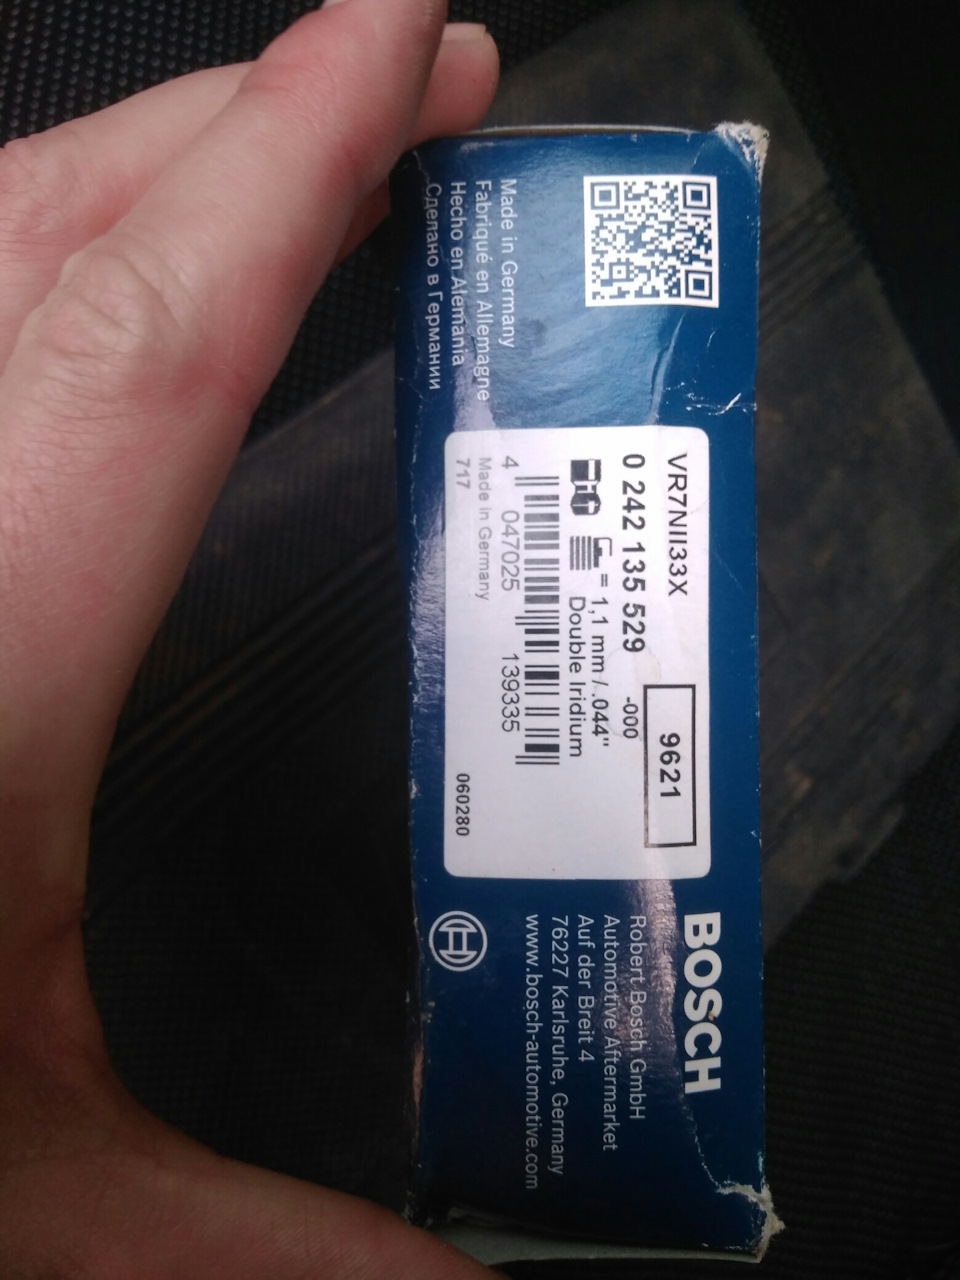 Made in Germany
Fabriqué en Allemagne
Hecho en Alemania
Сделано в Германии
VR7NII33X
9621
0 242 135 529
-000
= 1,1 mm / .044"
Double Iridium
4 047025 139335
Made in Germany
717
060280
BOSCH
Robert Bosch GmbH
Automotive Aftermarket
Auf der Breit 4
76227 Karlsruhe, Germany
www.bosch-automotive.com